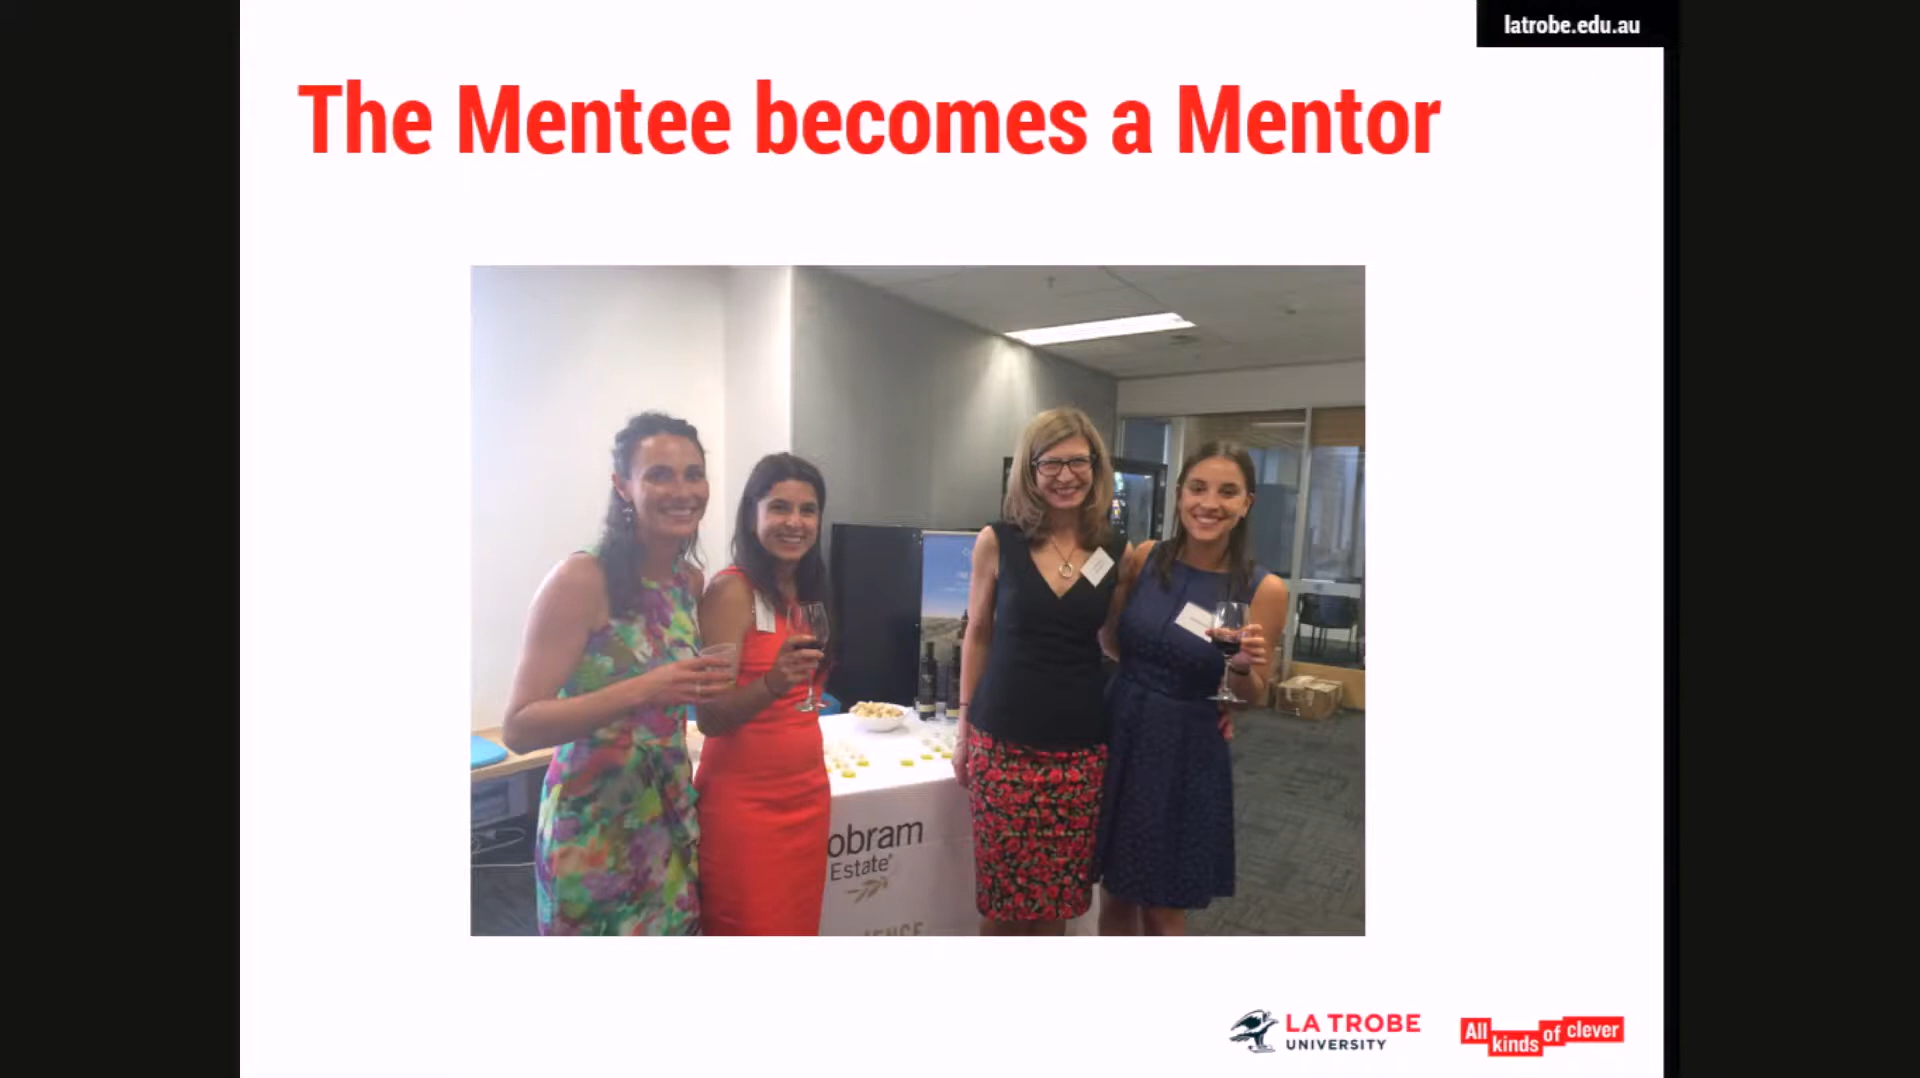 latrobe.edu.au
The Mentee becomes a Mentor
obram
Estate®
LA TROBE
UNIVERSITY
All kinds of clever